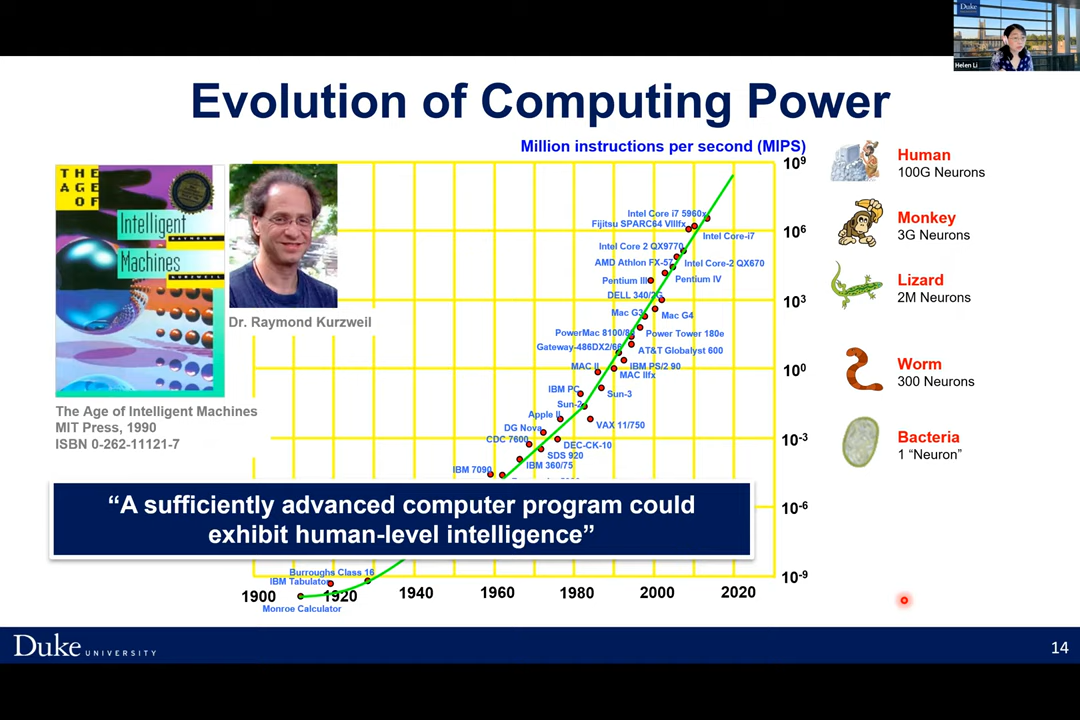 Duke
Helen Li
Evolution of Computing Power
Million instructions per second (MIPS)
THE
AGE
OF
Intelligent
Machines
RAYMOND
KURZWEIL
Dr. Raymond Kurzweil
The Age of Intelligent Machines
MIT Press, 1990
ISBN 0-262-11121-7
10⁹
10⁶
10³
10⁰
10⁻³
10⁻⁶
10⁻⁹
Intel Core i7 5960x
Fijitsu SPARC64 VIIIfx
Intel Core-i7
Intel Core 2 QX9770
AMD Athlon FX-57
Intel Core-2 QX670
Pentium III
Pentium IV
DELL 340/2
Mac G3
Mac G4
PowerMac 8100/8
Power Tower 180e
Gateway-486DX2/66
AT&T Globalyst 600
MAC II
IBM PS/2 90
MAC IIfx
IBM PC
Sun-3
Sun-2
Apple II
VAX 11/750
DG Nova
CDC 7600
DEC-CK-10
SDS 920
IBM 360/75
IBM 7090
“A sufficiently advanced computer program could
exhibit human-level intelligence”
Burroughs Class 16
IBM Tabulator
Monroe Calculator
1900
1920
1940
1960
1980
2000
2020
Human
100G Neurons
Monkey
3G Neurons
Lizard
2M Neurons
Worm
300 Neurons
Bacteria
1 “Neuron”
Duke UNIVERSITY
14